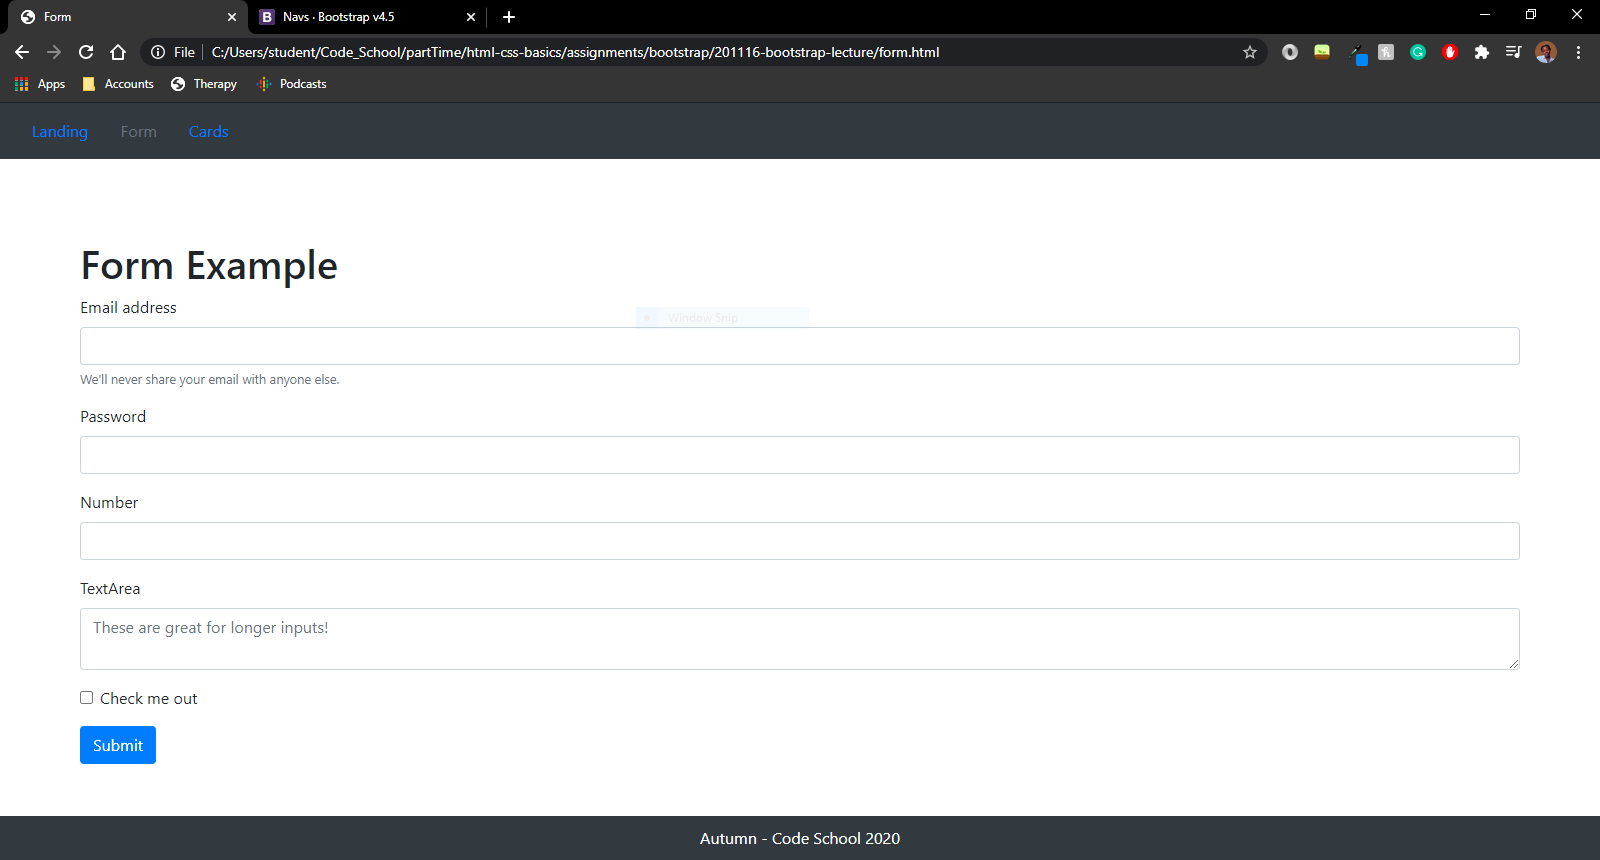 Form
Navs · Bootstrap v4.5
File C:/Users/student/Code_School/partTime/html-css-basics/assignments/bootstrap/201116-bootstrap-lecture/form.html
Apps Accounts Therapy Podcasts
Landing Form Cards
Form Example
Email address
Window Snip
We'll never share your email with anyone else.
Password
Number
TextArea
These are great for longer inputs!
Check me out
Submit
Autumn - Code School 2020